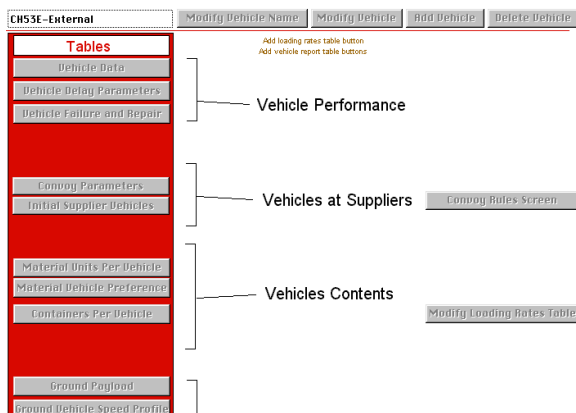 CH53E-External
Modify Vehicle Name
Modify Vehicle
Add Vehicle
Delete Vehicle
Tables
Add loading rates table button
Add vehicle report table buttons
Vehicle Data
Vehicle Delay Parameters
Vehicle Failure and Repair
Vehicle Performance
Convoy Parameters
Initial Supplier Vehicles
Vehicles at Suppliers
Convoy Rules Screen
Material Units Per Vehicle
Material Vehicle Preference
Containers Per Vehicle
Vehicles Contents
Modify Loading Rates Table
Ground Payload
Ground Vehicle Speed Profile